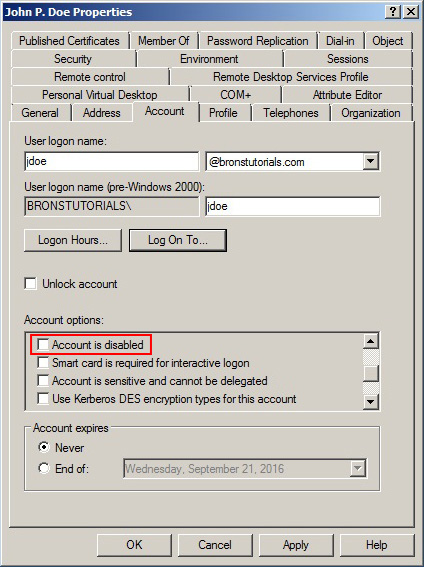 John P. Doe Properties
Published Certificates Member Of Password Replication Dial-in Object
Security Environment Sessions
Remote control Remote Desktop Services Profile
Personal Virtual Desktop COM+ Attribute Editor
General Address Account Profile Telephones Organization
User logon name:
jdoe @bronstutorials.com
User logon name (pre-Windows 2000):
BRONSTUTORIALS\ jdoe
Logon Hours... Log On To...
Unlock account
Account options:
Account is disabled
Smart card is required for interactive logon
Account is sensitive and cannot be delegated
Use Kerberos DES encryption types for this account
Account expires
Never
End of: Wednesday, September 21, 2016
OK Cancel Apply Help